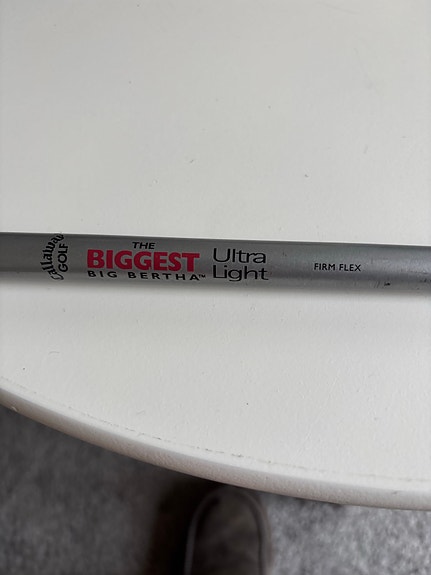 Callaway
GOLF
THE
BIGGEST
BIG BERTHA™
Ultra
Light
FIRM FLEX